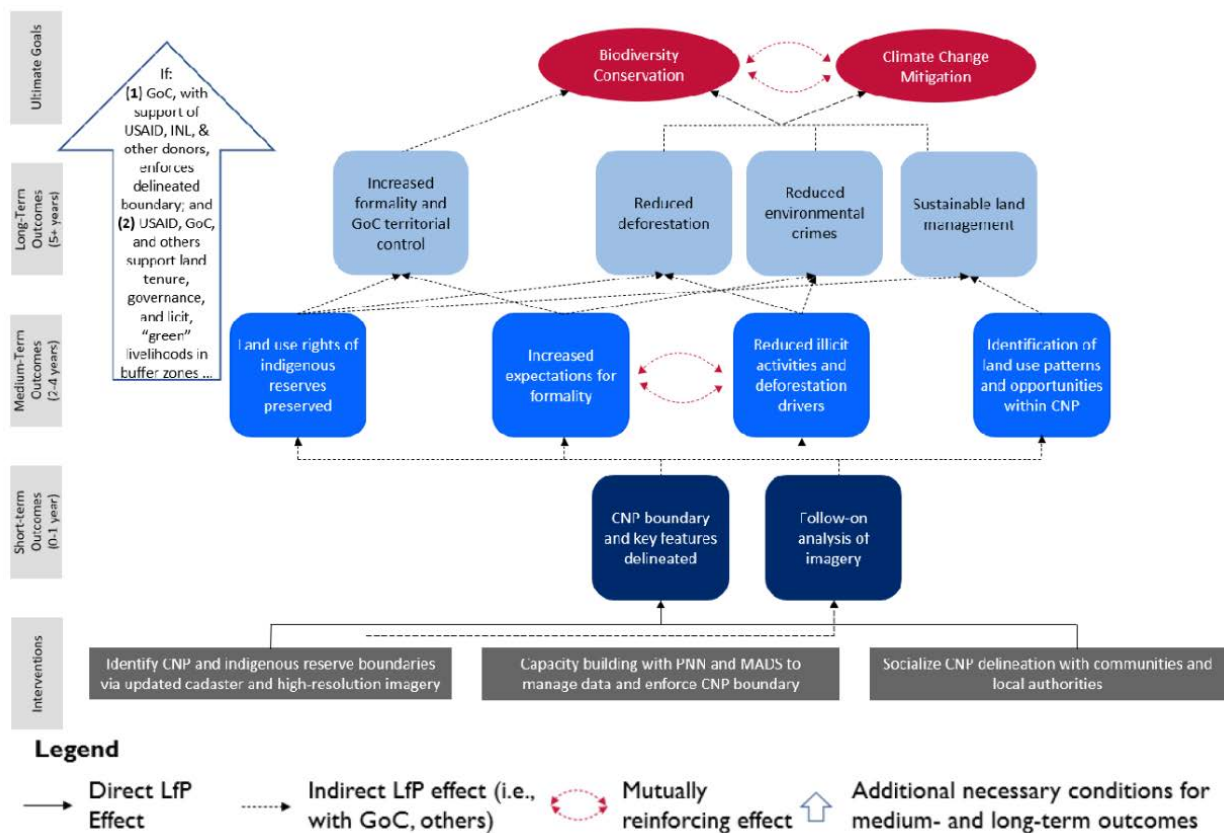 Ultimate Goals
If:
(1) GoC, with
support of
USAID, INL, &
other donors,
enforces
delineated
boundary; and
(2) USAID, GoC,
and others
support land
tenure,
governance,
and licit,
“green”
livelihoods in
buffer zones ...
Biodiversity
Conservation
Climate Change
Mitigation
Long-Term
Outcomes
(5+ years)
Increased
formality and
GoC territorial
control
Reduced
deforestation
Reduced
environmental
crimes
Sustainable land
management
Medium-Term
Outcomes
(2-4 years)
Land use rights of
indigenous
reserves
preserved
Increased
expectations for
formality
Reduced illicit
activities and
deforestation
drivers
Identification of
land use patterns
and opportunities
within CNP
Short-term
Outcomes
(0-1 year)
CNP boundary
and key features
delineated
Follow-on
analysis of
imagery
Interventions
Identify CNP and indigenous reserve boundaries
via updated cadaster and high-resolution imagery
Capacity building with PNN and MADS to
manage data and enforce CNP boundary
Socialize CNP delineation with communities and
local authorities
Legend
Direct LfP
Effect
Indirect LfP effect (i.e.,
with GoC, others)
Mutually
reinforcing effect
Additional necessary conditions for
medium- and long-term outcomes